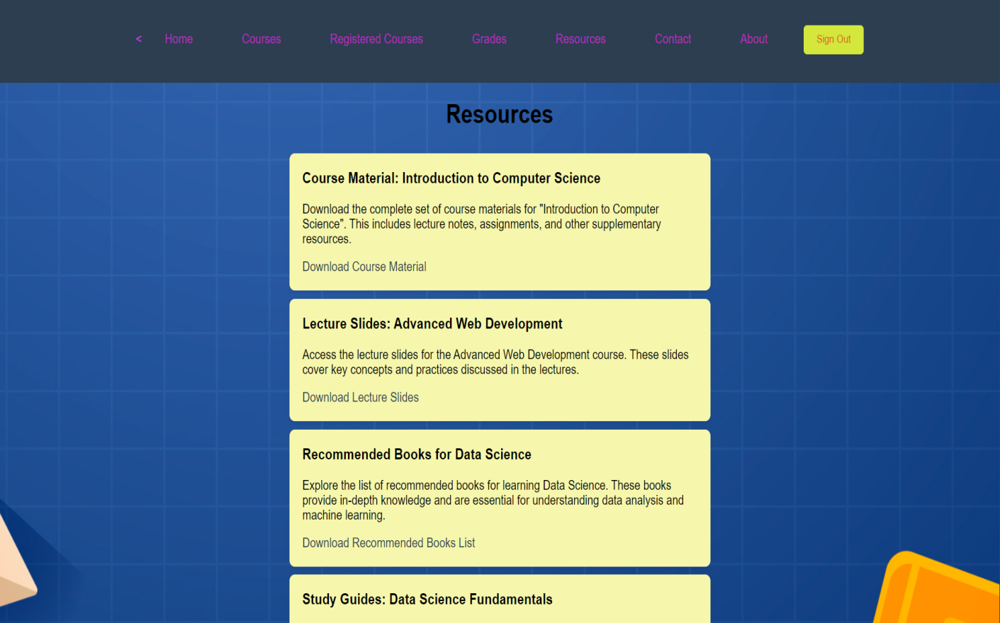 < Home Courses Registered Courses Grades Resources Contact About Sign Out
Resources
Course Material: Introduction to Computer Science
Download the complete set of course materials for "Introduction to Computer
Science". This includes lecture notes, assignments, and other supplementary
resources.
Download Course Material
Lecture Slides: Advanced Web Development
Access the lecture slides for the Advanced Web Development course. These slides
cover key concepts and practices discussed in the lectures.
Download Lecture Slides
Recommended Books for Data Science
Explore the list of recommended books for learning Data Science. These books
provide in-depth knowledge and are essential for understanding data analysis and
machine learning.
Download Recommended Books List
Study Guides: Data Science Fundamentals